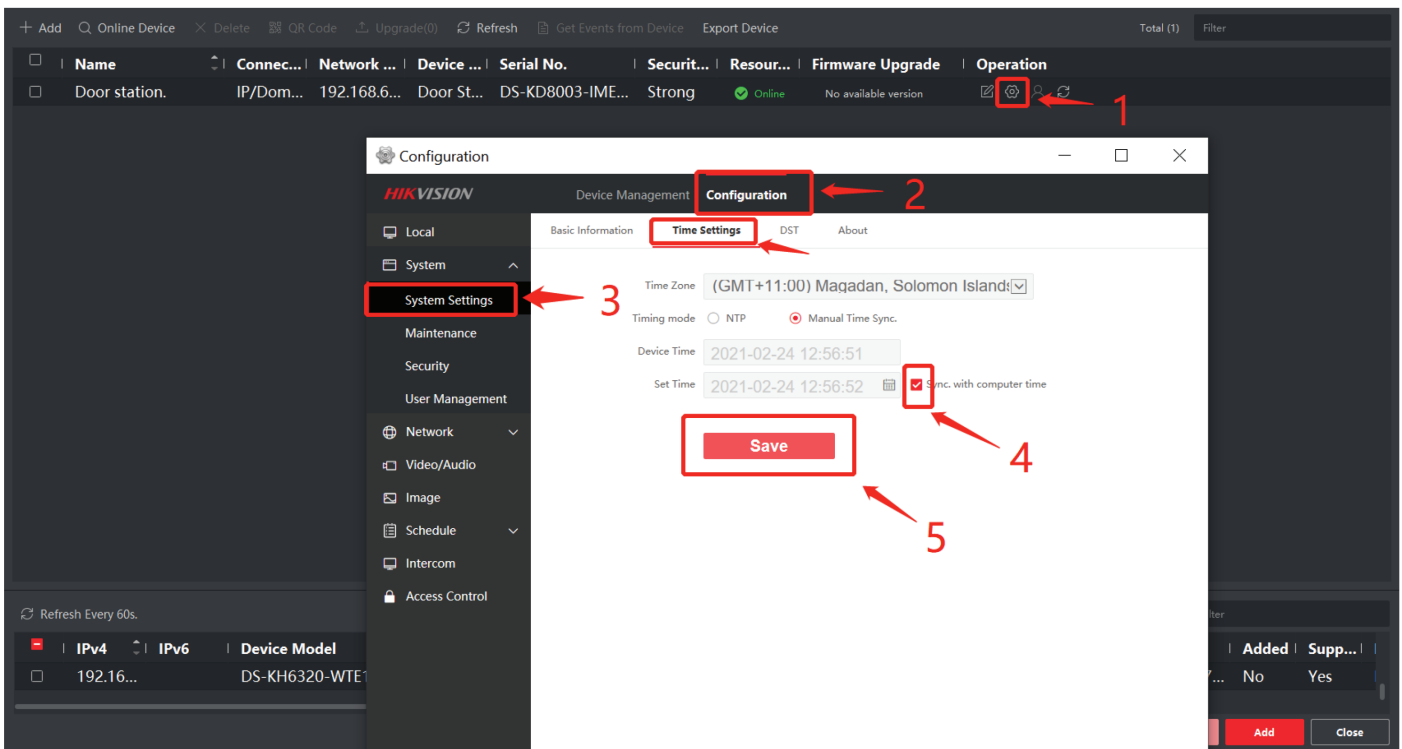 Add Online Device Delete QR Code Upgrade(0) Refresh Get Events from Device Export Device Total (1) Filter
Name Connec... Network ... Device ... Serial No. Securit... Resour... Firmware Upgrade Operation
Door station. IP/Dom... 192.168.6... Door St... DS-KD8003-IME... Strong Online No available version
1
Configuration
HIKVISION Device Management Configuration 2
Local Basic Information Time Settings DST About
System
Time Zone (GMT+11:00) Magadan, Solomon Islands
System Settings 3
Timing mode NTP Manual Time Sync.
Maintenance
Device Time 2021-02-24 12:56:51
Security
Set Time 2021-02-24 12:56:52 Sync. with computer time
User Management
Network
Save
4
Video/Audio
Image
Schedule
5
Intercom
Access Control
Refresh Every 60s.
IPv4 IPv6 Device Model Added Supp...
192.16... DS-KH6320-WTE1 No Yes
Add Close